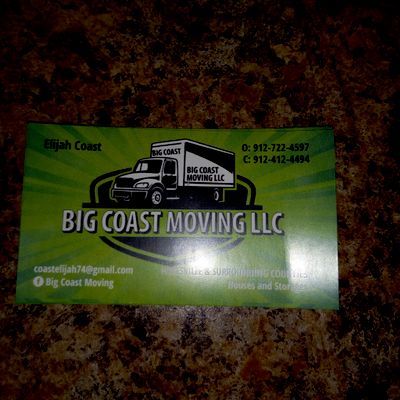 Elijah Coast
O: 912-722-4597
C: 912-412-4494
BIG COAST
BIG COAST
MOVING LLC
BIG COAST MOVING LLC
coastelijah74@gmail.com
Big Coast Moving
& SURROUNDING COUNTIES
Houses and